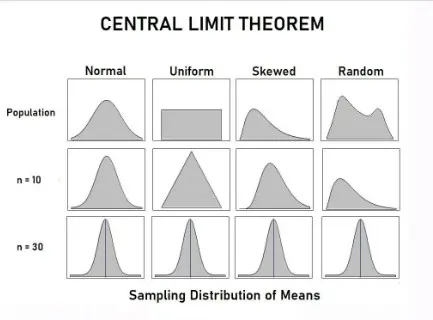 CENTRAL LIMIT THEOREM
Normal Uniform Skewed Random
Population
n = 10
n = 30
Sampling Distribution of Means